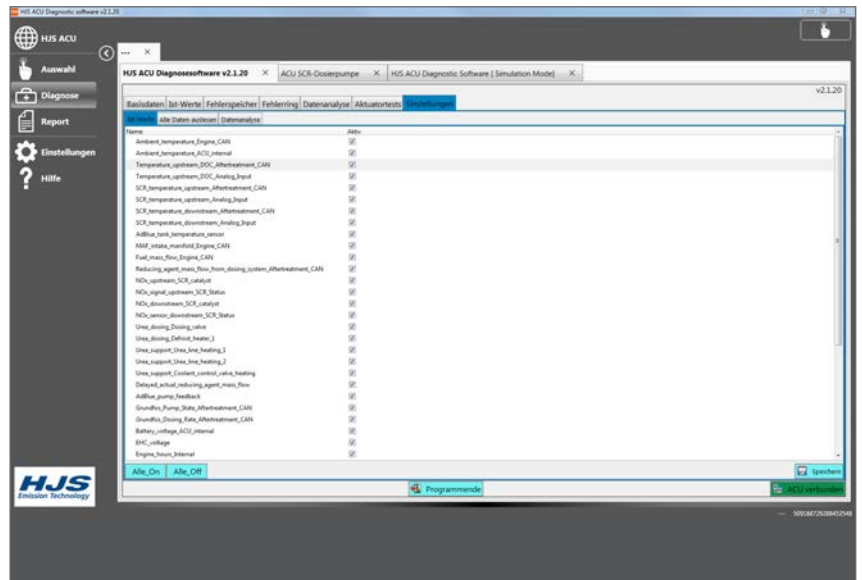 HJS ACU Diagnostic software v2.1.20
HJS ACU
Auswahl
Diagnose
Report
Einstellungen
Hilfe
...
HJS ACU Diagnosesoftware v2.1.20
ACU SCR-Dosierpumpe
HJS ACU Diagnostic Software [ Simulation Mode]
v2.1.20
Basisdaten Ist-Werte Fehlerspeicher Fehlerring Datenanalyse Aktuatortests Einstellungen
Ist-Werte Alle Daten auslesen Datenanalyse
Name Aktiv
Ambient_temperature_Engine_CAN
Ambient_temperature_ACU_internal
Temperature_upstream_DOC_Aftertreatment_CAN
Temperature_upstream_DOC_Analog_Input
SCR_temperature_upstream_Aftertreatment_CAN
SCR_temperature_upstream_Analog_Input
SCR_temperature_downstream_Aftertreatment_CAN
SCR_temperature_downstream_Analog_Input
AdBlue_tank_temperature_sensor
MAF_intake_manifold_Engine_CAN
Fuel_mass_flow_Engine_CAN
Reducing_agent_mass_flow_from_dosing_system_Aftertreatment_CAN
NOx_upstream_SCR_catalyst
NOx_signal_upstream_SCR_Status
NOx_downstream_SCR_catalyst
NOx_sensor_downstream_SCR_Status
Urea_dosing_Dosing_valve
Urea_dosing_Defrost_heater_1
Urea_support_Urea_line_heating_1
Urea_support_Urea_line_heating_2
Urea_support_Coolant_control_valve_heating
Delayed_actual_reducing_agent_mass_flow
AdBlue_pump_feedback
Grundfos_Pump_State_Aftertreatment_CAN
Grundfos_Dosing_Rate_Aftertreatment_CAN
Battery_voltage_ACU_internal
EHC_voltage
Engine_hours_Internal
Alle_On Alle_Off
Speichern
Programmende
ACU verbunden
HJS
Emission Technology